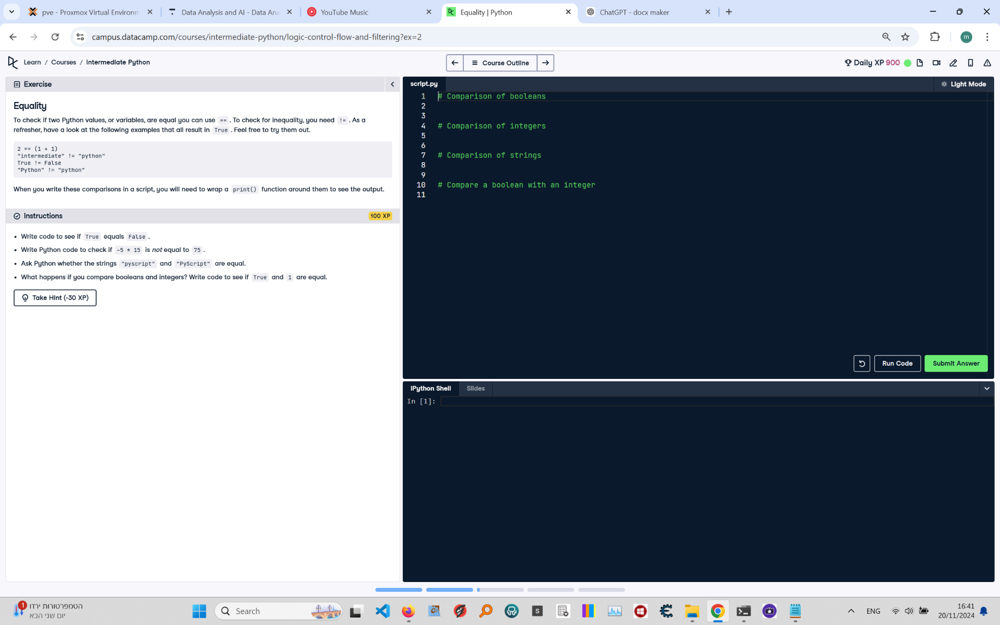 pve - Proxmox Virtual Environm
Data Analysis and AI - Data Ana
YouTube Music
Equality | Python
ChatGPT - docx maker
campus.datacamp.com/courses/intermediate-python/logic-control-flow-and-filtering?ex=2
m
Learn / Courses / Intermediate Python
Course Outline
Daily XP 900
Exercise
Equality
To check if two Python values, or variables, are equal you can use == . To check for inequality, you need != . As a
refresher, have a look at the following examples that all result in True . Feel free to try them out.
2 == (1 + 1)
"intermediate" != "python"
True != False
"Python" != "python"
When you write these comparisons in a script, you will need to wrap a print() function around them to see the output.
Instructions
100 XP
• Write code to see if True equals False .
• Write Python code to check if -5 * 15 is not equal to 75 .
• Ask Python whether the strings "pyscript" and "PyScript" are equal.
• What happens if you compare booleans and integers? Write code to see if True and 1 are equal.
Take Hint (-30 XP)
script.py
Light Mode
1 # Comparison of booleans
2
3
4 # Comparison of integers
5
6
7 # Comparison of strings
8
9
10 # Compare a boolean with an integer
11
Run Code
Submit Answer
IPython Shell
Slides
In [1]:
1
הטמפרטורות ירדו
יום שני הבא
Search
S
ENG
16:41
20/11/2024